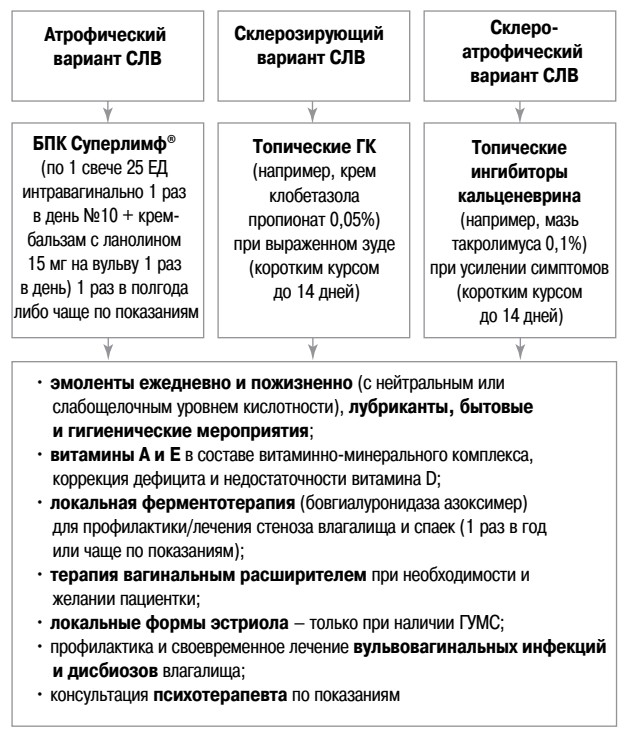 Атрофический
вариант СЛВ
Склерозирующий
вариант СЛВ
Склеро-
атрофический
вариант СЛВ
БПК Суперлимф®
(по 1 свече 25 ЕД
интравагинально 1 раз
в день №10 + крем-
бальзам с ланолином
15 мг на вульву 1 раз
в день) 1 раз в полгода
либо чаще по показаниям
Топические ГК
(например, крем
клобетазола
пропионат 0,05%)
при выраженном зуде
(коротким курсом
до 14 дней)
Топические
ингибиторы
кальценеврина
(например, мазь
такролимуса 0,1%)
при усилении симптомов
(коротким курсом
до 14 дней)
· эмоленты ежедневно и пожизненно (с нейтральным или
слабощелочным уровнем кислотности), лубриканты, бытовые
и гигиенические мероприятия;
· витамины А и Е в составе витаминно-минерального комплекса,
коррекция дефицита и недостаточности витамина D;
· локальная ферментотерапия (бовгиалуронидаза азоксимер)
для профилактики/лечения стеноза влагалища и спаек (1 раз в год
или чаще по показаниям);
· терапия вагинальным расширителем при необходимости и
желании пациентки;
· локальные формы эстриола – только при наличии ГУМС;
· профилактика и своевременное лечение вульвовагинальных инфекций
и дисбиозов влагалища;
· консультация психотерапевта по показаниям